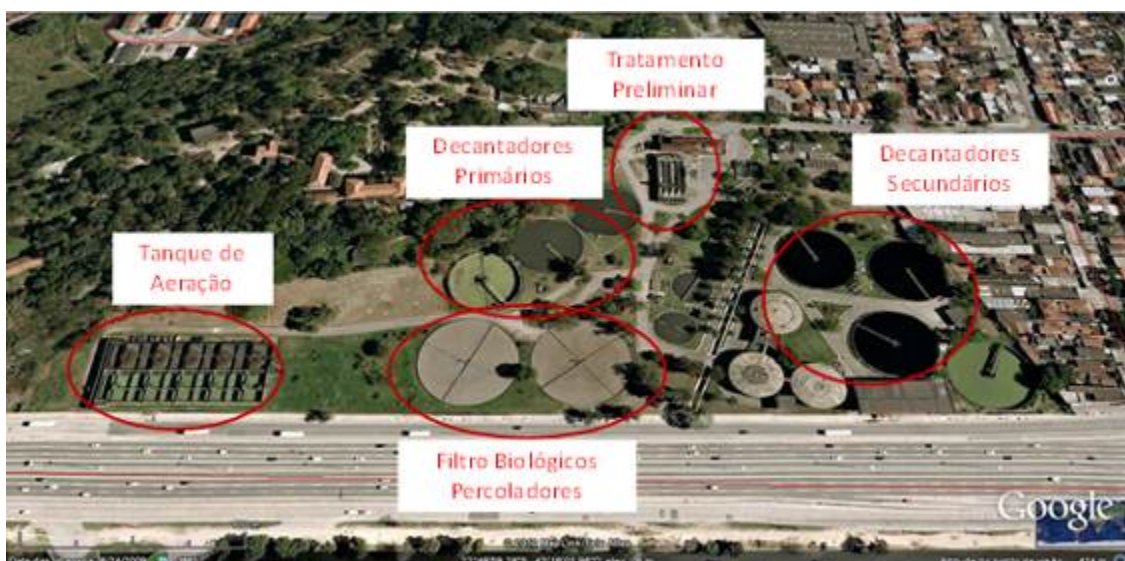 Tratamento
Preliminar
Decantadores
Primários
Decantadores
Secundários
Tanque de
Aeração
Filtro Biológicos
Percoladores
Google